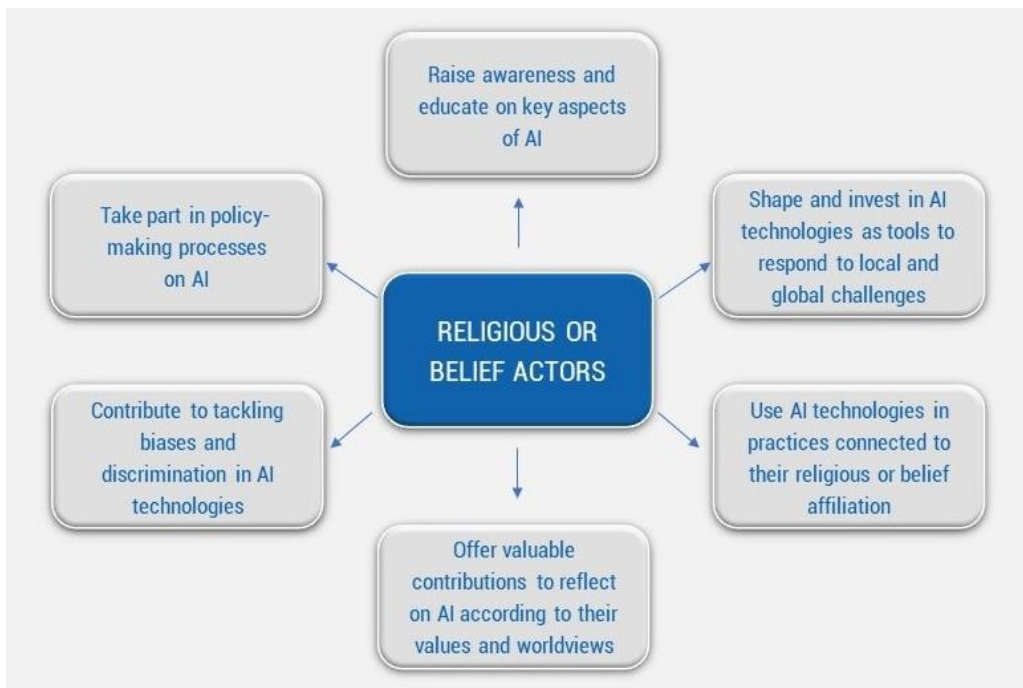 Raise awareness and
educate on key aspects
of AI
Take part in policy-
making processes
on AI
Shape and invest in AI
technologies as tools to
respond to local and
global challenges
RELIGIOUS OR
BELIEF ACTORS
Contribute to tackling
biases and
discrimination in AI
technologies
Use AI technologies in
practices connected to
their religious or belief
affiliation
Offer valuable
contributions to reflect
on AI according to their
values and worldviews